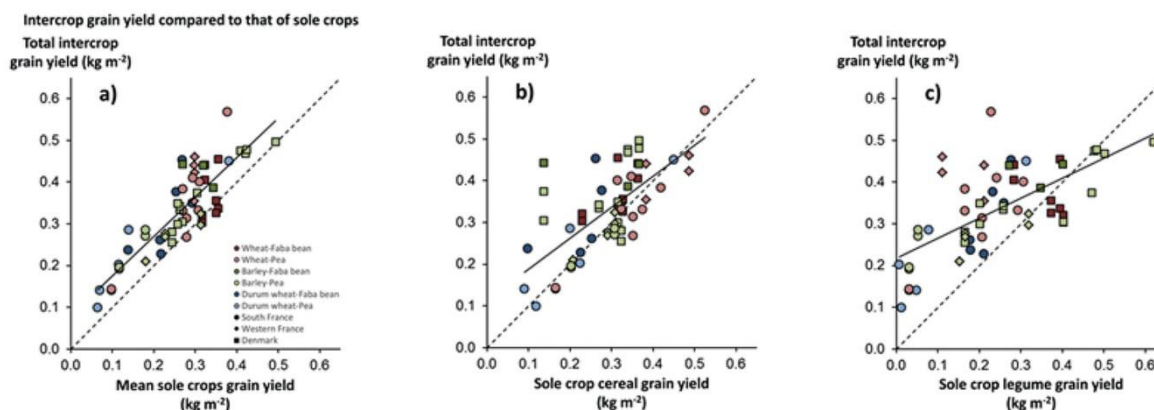 Intercrop grain yield compared to that of sole crops
Total intercrop
grain yield (kg m-2)
a)
0.6
0.5
0.4
0.3
0.2
0.1
0.0
Wheat-Faba bean
Wheat-Pea
Barley-Faba bean
Barley-Pea
Durum wheat-Faba bean
Durum wheat-Pea
South France
Western France
Denmark
0.0 0.1 0.2 0.3 0.4 0.5 0.6
Mean sole crops grain yield
(kg m-2)
Total intercrop
grain yield (kg m-2)
b)
0.6
0.5
0.4
0.3
0.2
0.1
0.0
0.0 0.1 0.2 0.3 0.4 0.5 0.6
Sole crop cereal grain yield
(kg m-2)
Total intercrop
grain yield (kg m-2)
c)
0.6
0.5
0.4
0.3
0.2
0.1
0.0
0.0 0.1 0.2 0.3 0.4 0.5 0.6
Sole crop legume grain yield
(kg m-2)